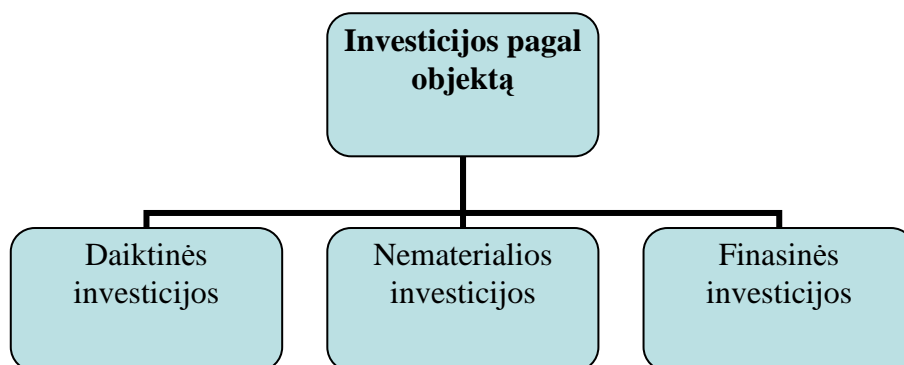 Investicijos pagal
objektą
Daiktinės
investicijos
Nematerialios
investicijos
Finasinės
investicijos